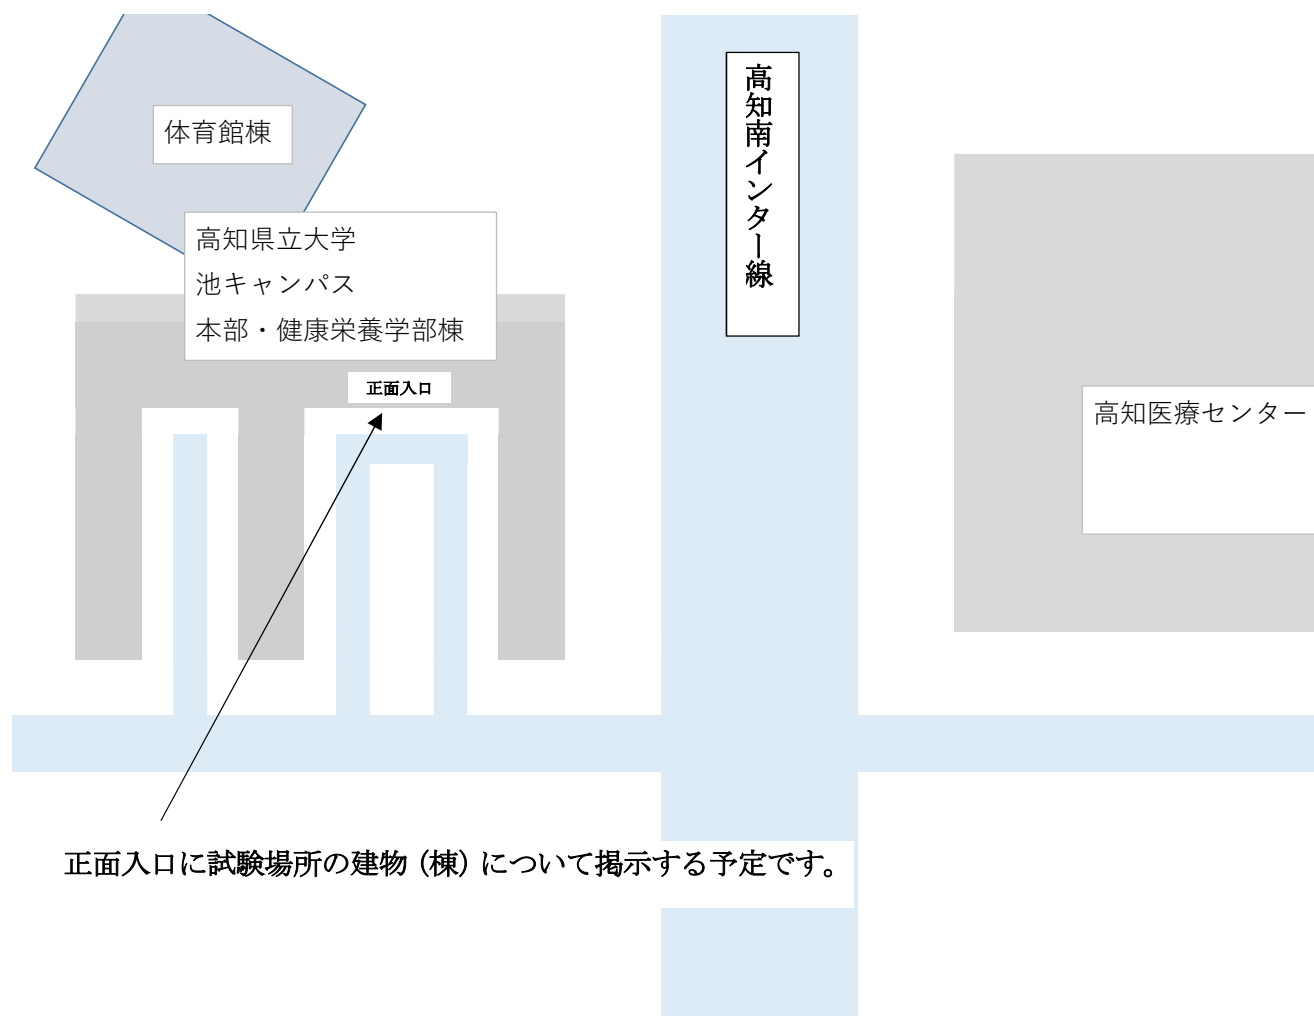 体育館棟
高知県立大学
池キャンパス
本部・健康栄養学部棟
正面入口
高知南インター線
高知医療センター
正面入口に試験場所の建物（棟）について掲示する予定です。